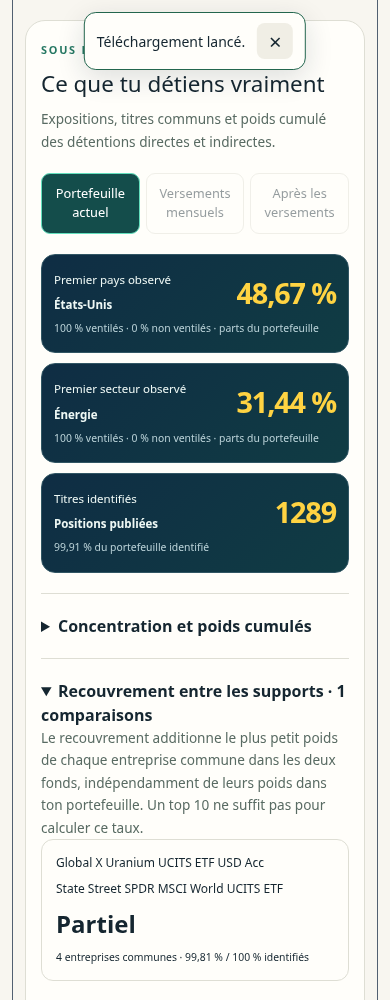 SOUS
Téléchargement lancé. ✕
Ce que tu détiens vraiment
Expositions, titres communs et poids cumulé
des détentions directes et indirectes.
Portefeuille
actuel
Versements
mensuels
Après les
versements
Premier pays observé
États-Unis
48,67 %
100 % ventilés · 0 % non ventilés · parts du portefeuille
Premier secteur observé
Énergie
31,44 %
100 % ventilés · 0 % non ventilés · parts du portefeuille
Titres identifiés
Positions publiées
1289
99,91 % du portefeuille identifié
▶ Concentration et poids cumulés
▼ Recouvrement entre les supports · 1
comparaisons
Le recouvrement additionne le plus petit poids
de chaque entreprise commune dans les deux
fonds, indépendamment de leurs poids dans
ton portefeuille. Un top 10 ne suffit pas pour
calculer ce taux.
Global X Uranium UCITS ETF USD Acc
State Street SPDR MSCI World UCITS ETF
Partiel
4 entreprises communes · 99,81 % / 100 % identifiés